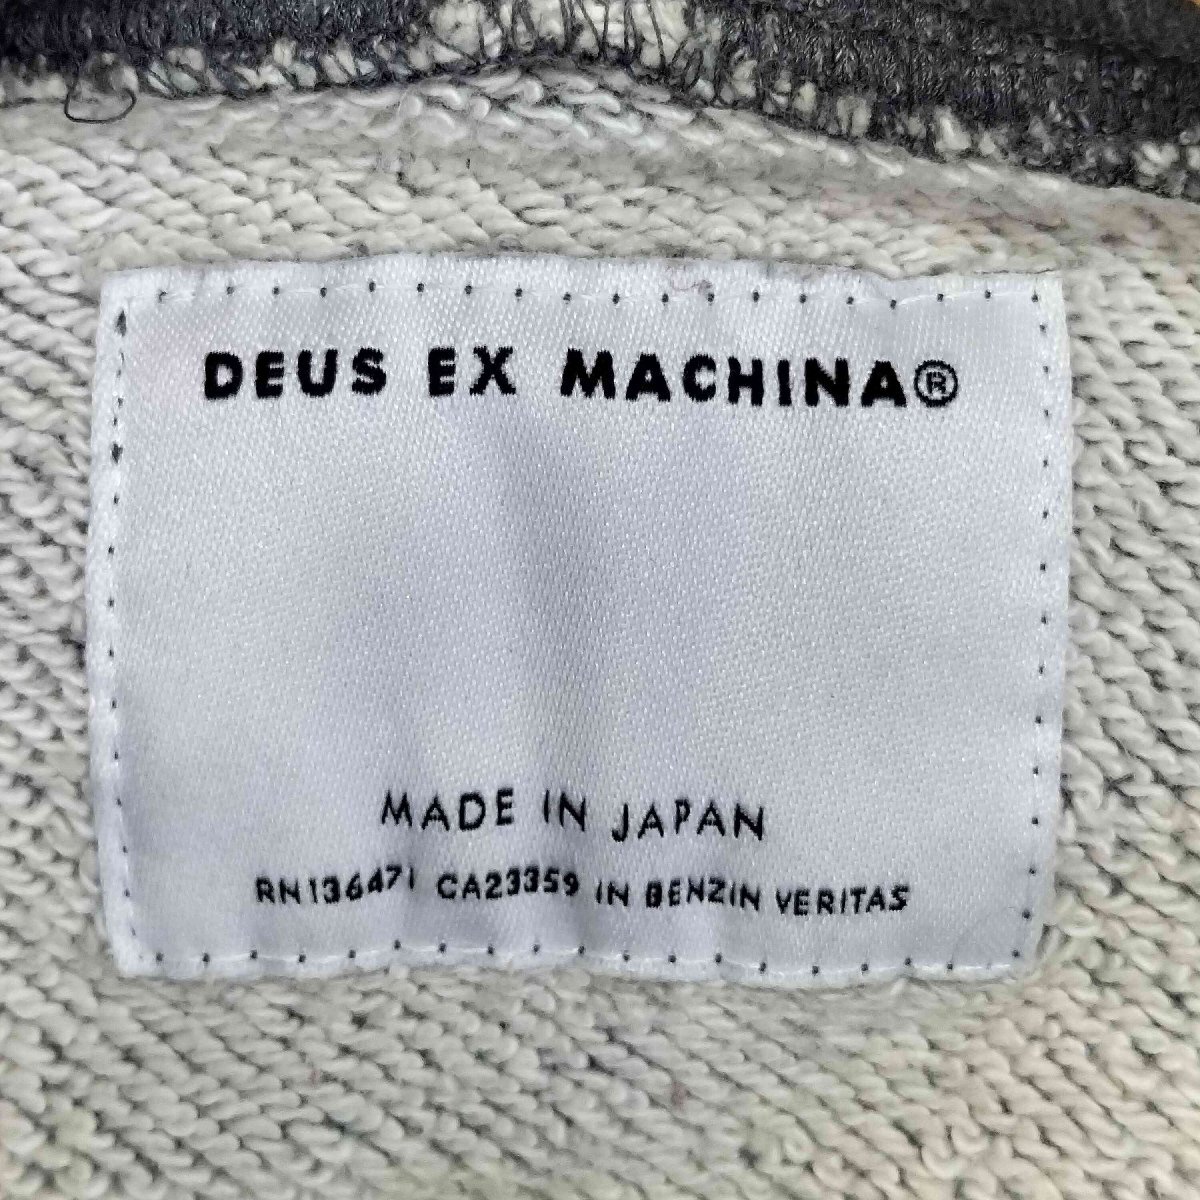 DEUS EX MACHINA®
MADE IN JAPAN
RN136471 CA23359 IN BENZIN VERITAS